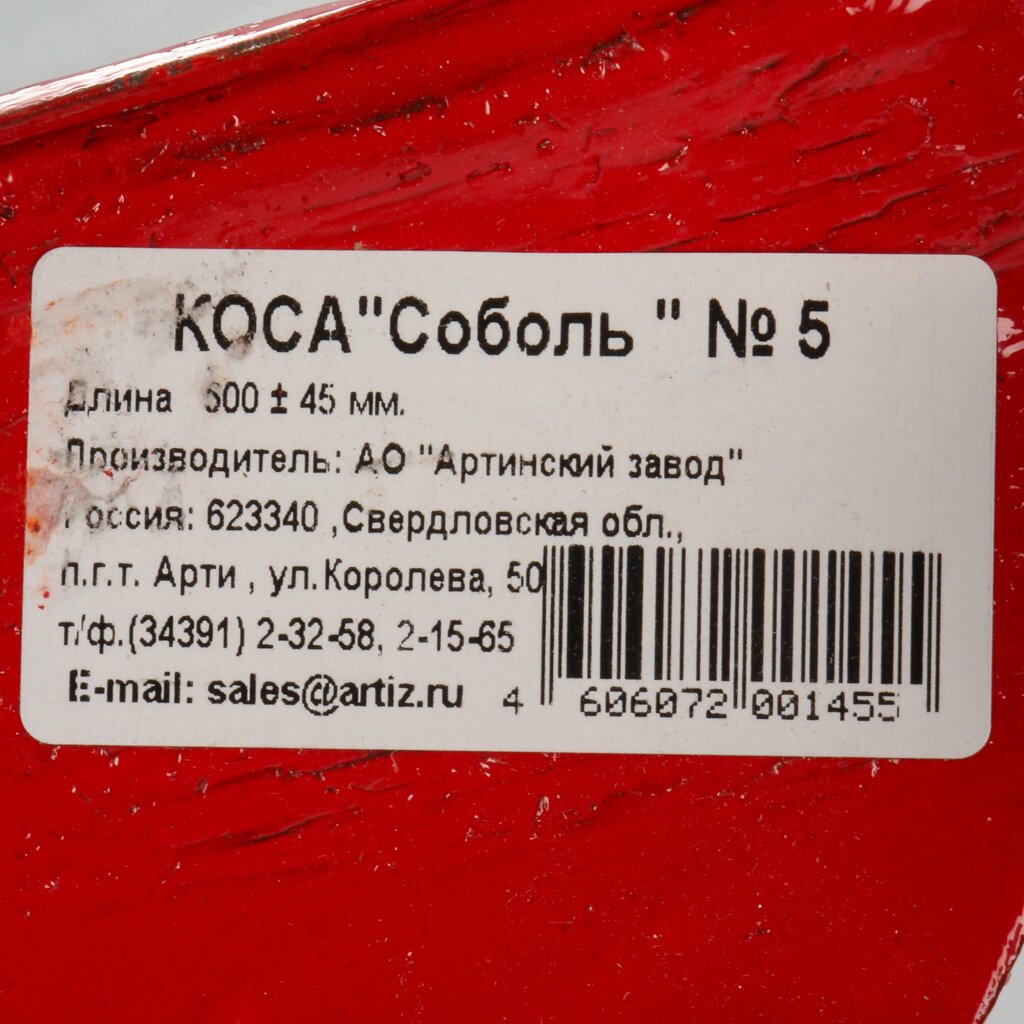 КОСА"Соболь " № 5
Длина ± 45 мм.
Производитель: АО "Артинский завод"
Россия: 623340 ,Свердловская обл.,
п.г.т. Арти , ул.Королева, 50
т/ф.(34391) 2-32-58, 2-15-65
E-mail: sales@artiz.ru
4 606072 001455